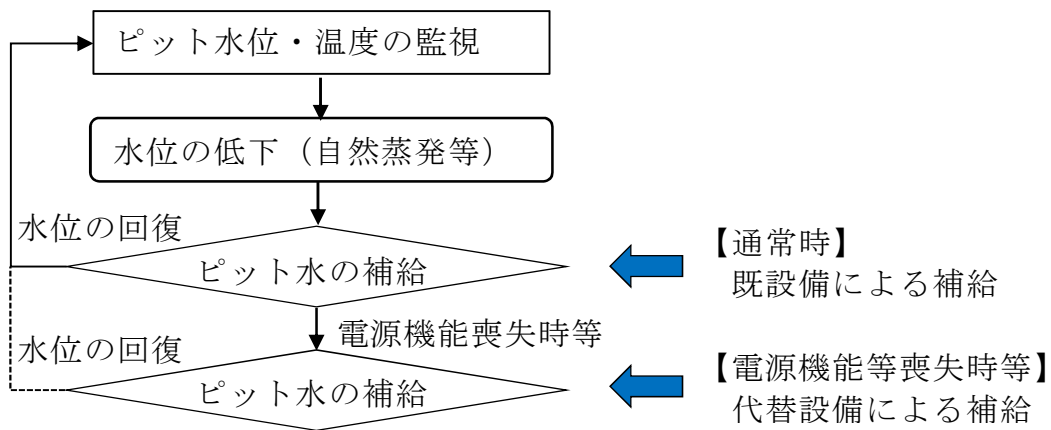 ピット水位・温度の監視
水位の低下（自然蒸発等）
水位の回復
ピット水の補給
【通常時】
既設備による補給
電源機能喪失時等
水位の回復
ピット水の補給
【電源機能等喪失時等】
代替設備による補給